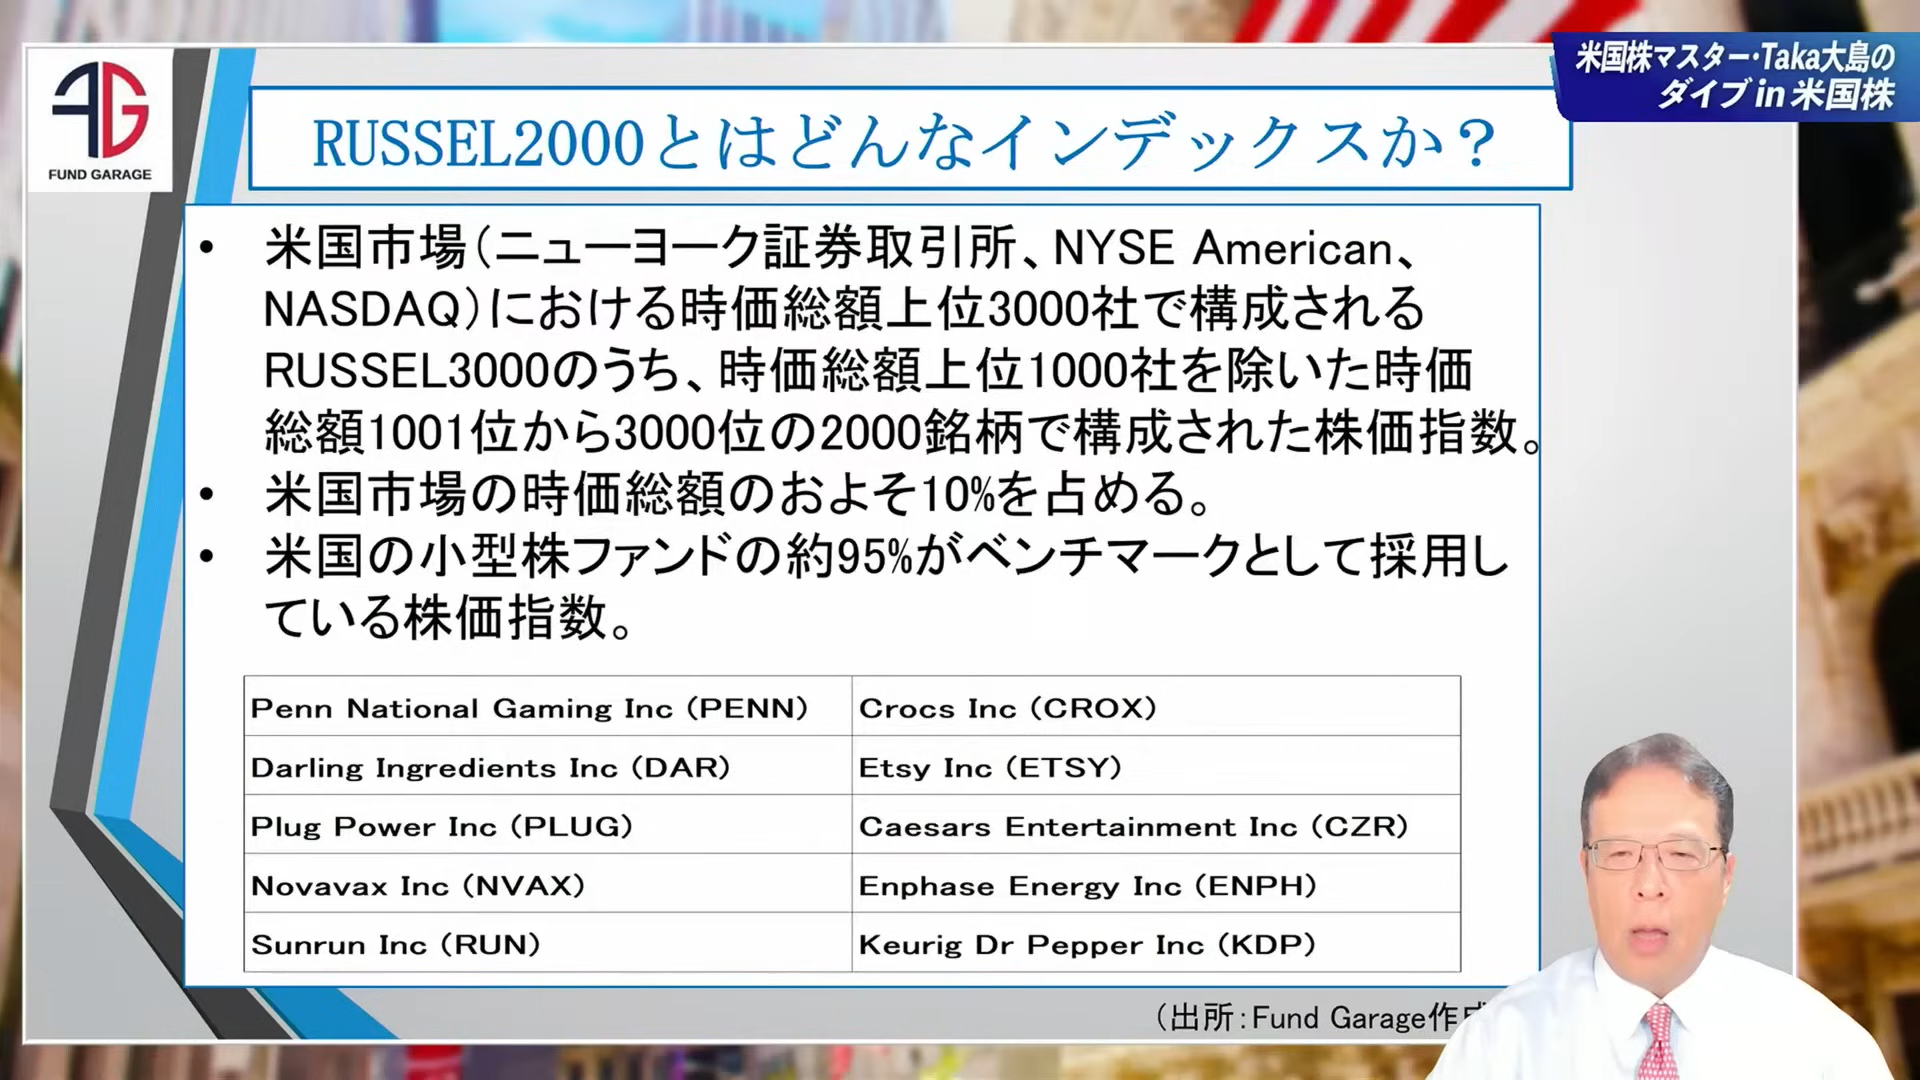 FUND GARAGE
米国株マスター・Taka大島の
ダイブ in 米国株
RUSSEL2000とはどんなインデックスか？
• 米国市場（ニューヨーク証券取引所、NYSE American、
NASDAQ）における時価総額上位3000社で構成される
RUSSEL3000のうち、時価総額上位1000社を除いた時価
総額1001位から3000位の2000銘柄で構成された株価指数。
• 米国市場の時価総額のおよそ10%を占める。
• 米国の小型株ファンドの約95%がベンチマークとして採用し
ている株価指数。
Penn National Gaming Inc (PENN) Crocs Inc (CROX)
Darling Ingredients Inc (DAR) Etsy Inc (ETSY)
Plug Power Inc (PLUG) Caesars Entertainment Inc (CZR)
Novavax Inc (NVAX) Enphase Energy Inc (ENPH)
Sunrun Inc (RUN) Keurig Dr Pepper Inc (KDP)
（出所：Fund Garage作成